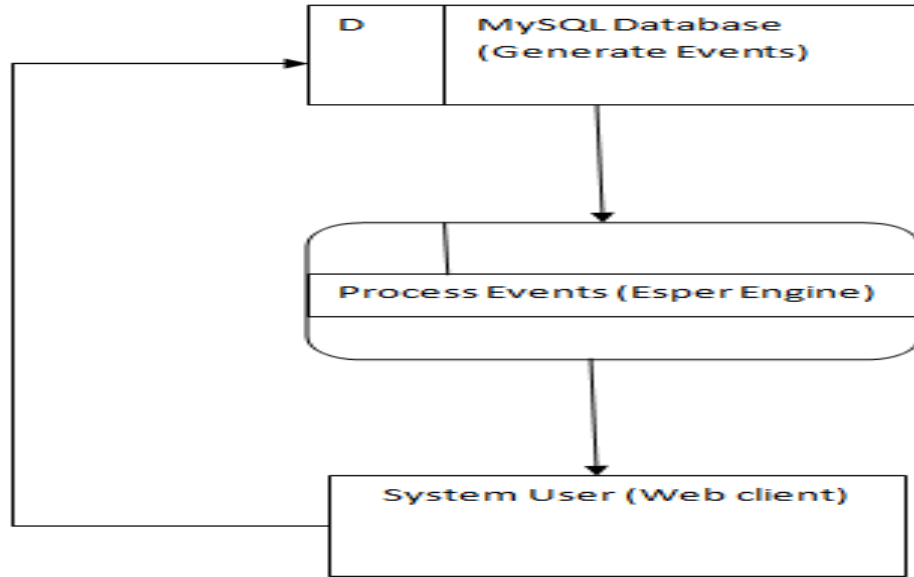 D
MySQL Database
(Generate Events)
Process Events (Esper Engine)
System User (Web client)